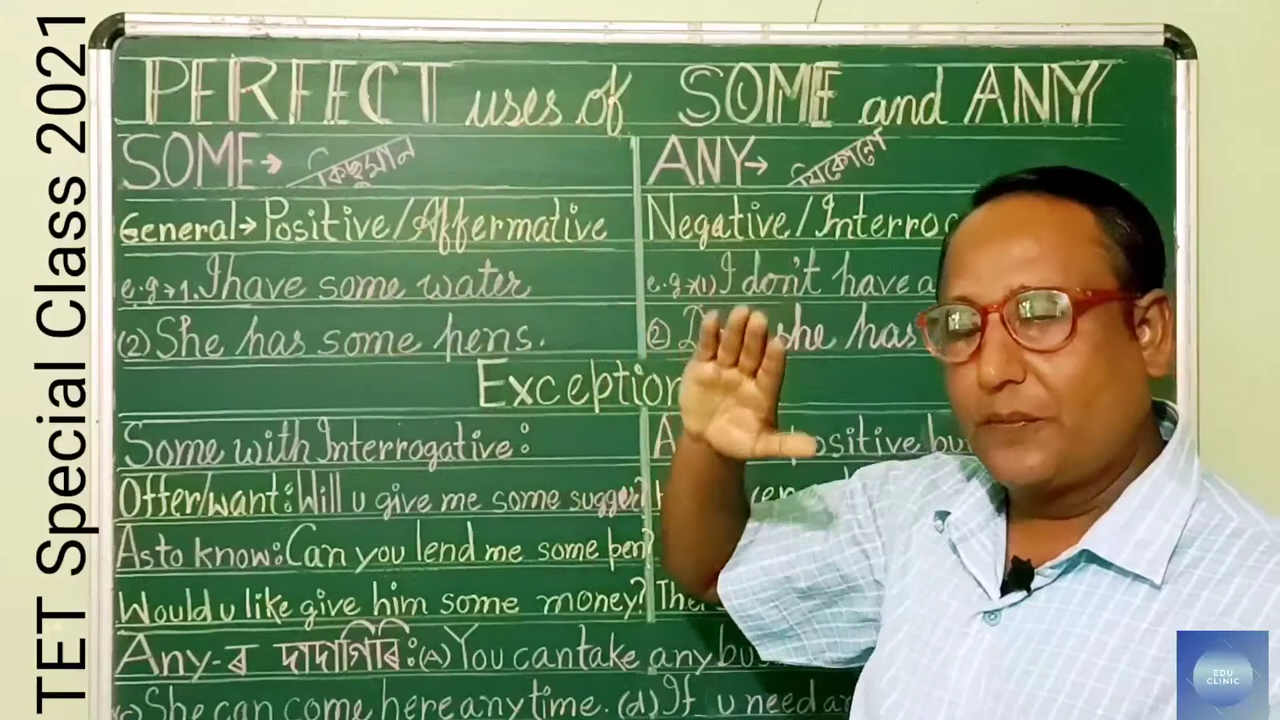 TET Special Class 2021
PERFECT uses of SOME and ANY
SOME→ কিছুমান
ANY→ যিকোনো
General→Positive/Affermative
Negative/Interro
e.g→1. I have some water
e.g→(1) I don't have a
(2) She has some pens.
(2) she has
Exception
Some with Interrogative:
positive bu
Offer/want: Will u give me some sugger?
As to know: Can you lend me some pen?
Would u like give him some money?
Any-ৰ দাদাগিৰি: (A) You can take any bu
She can come here any time. (d) If u need an
EDU
CLINIC